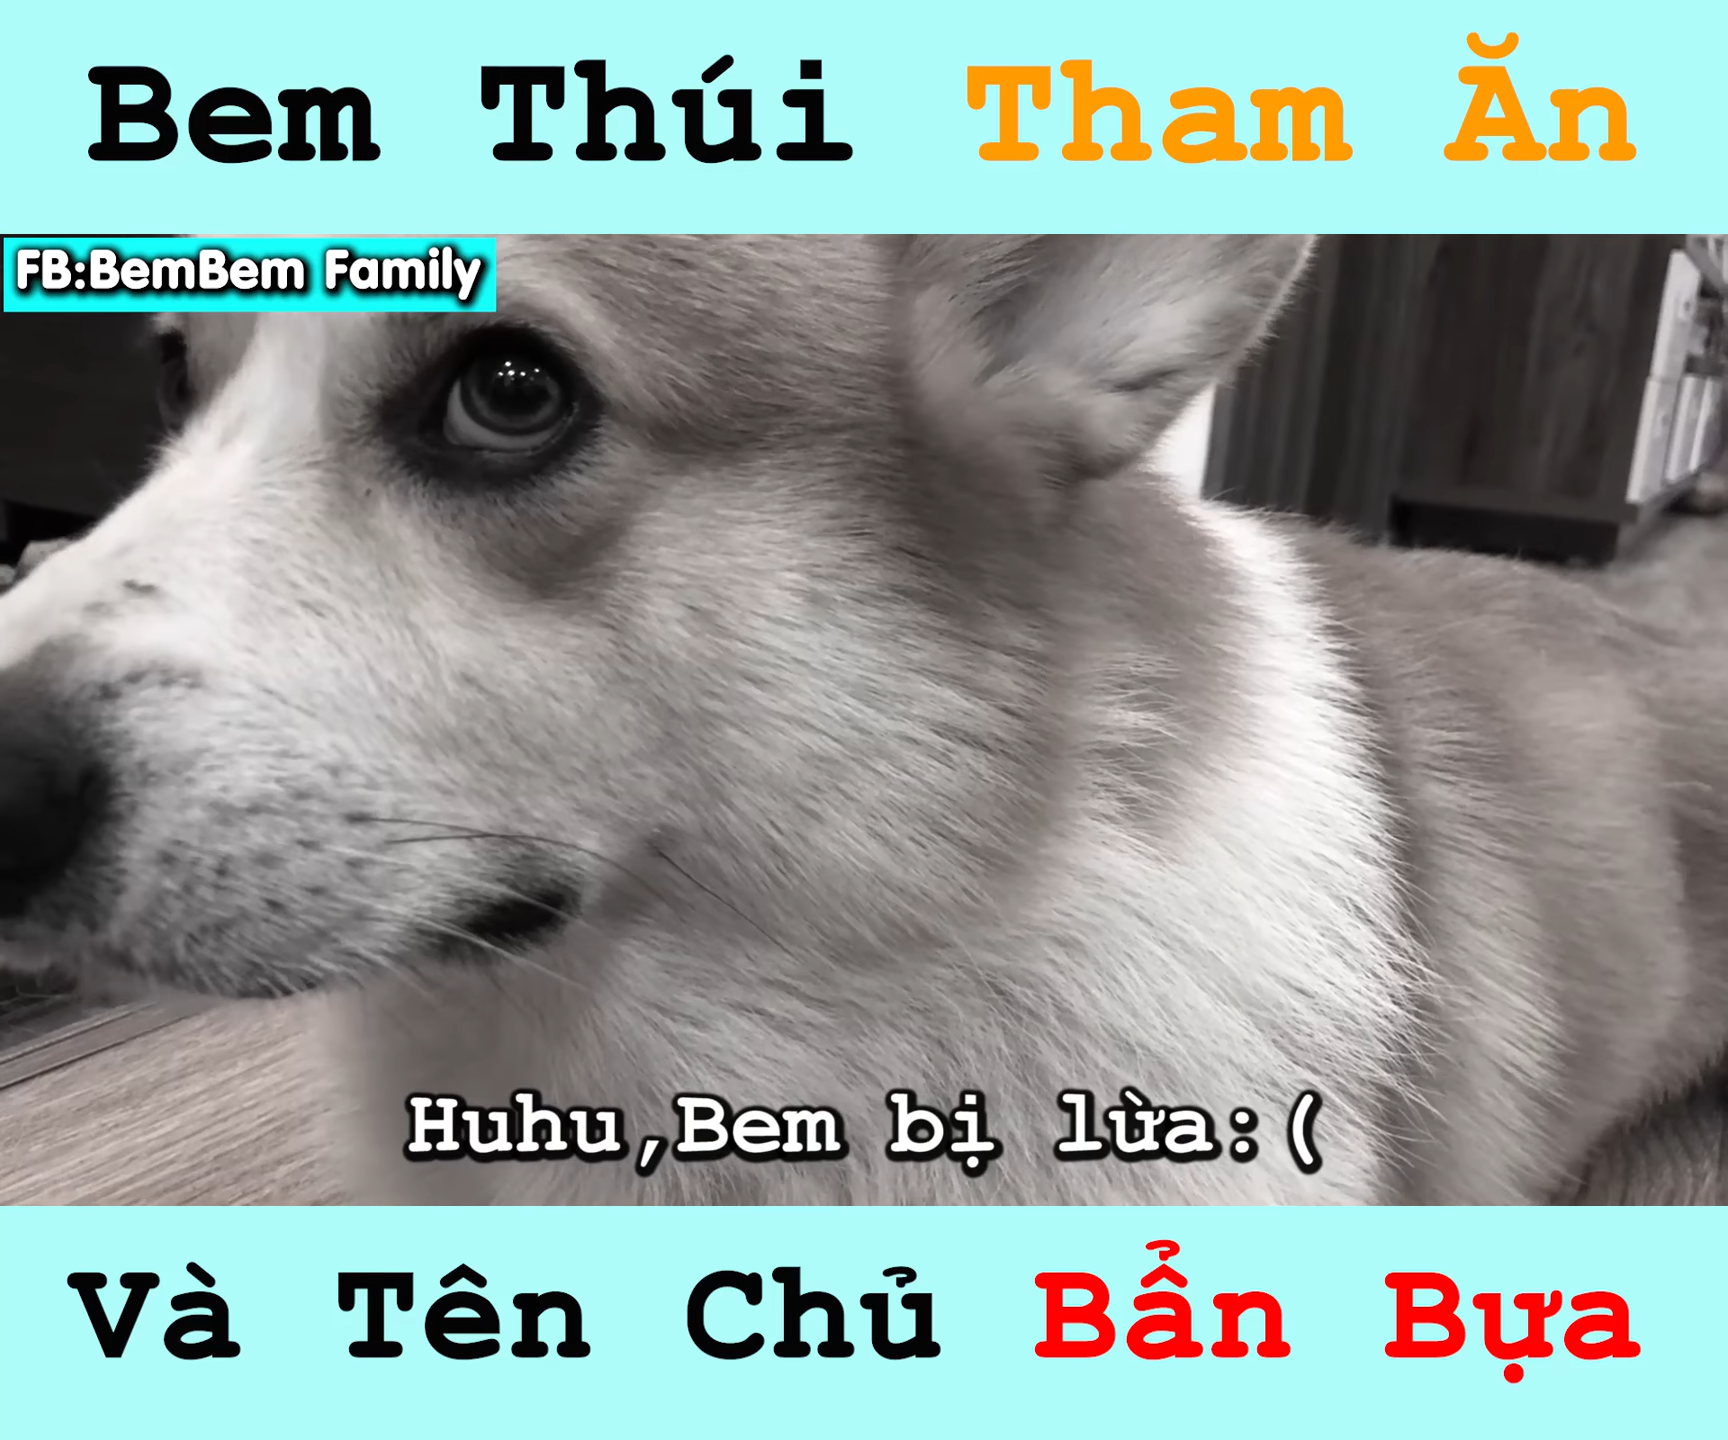 Bem Thúi Tham Ăn
FB:BemBem Family
Huhu,Bem bị lừa:(
Và Tên Chủ Bẩn Bựa